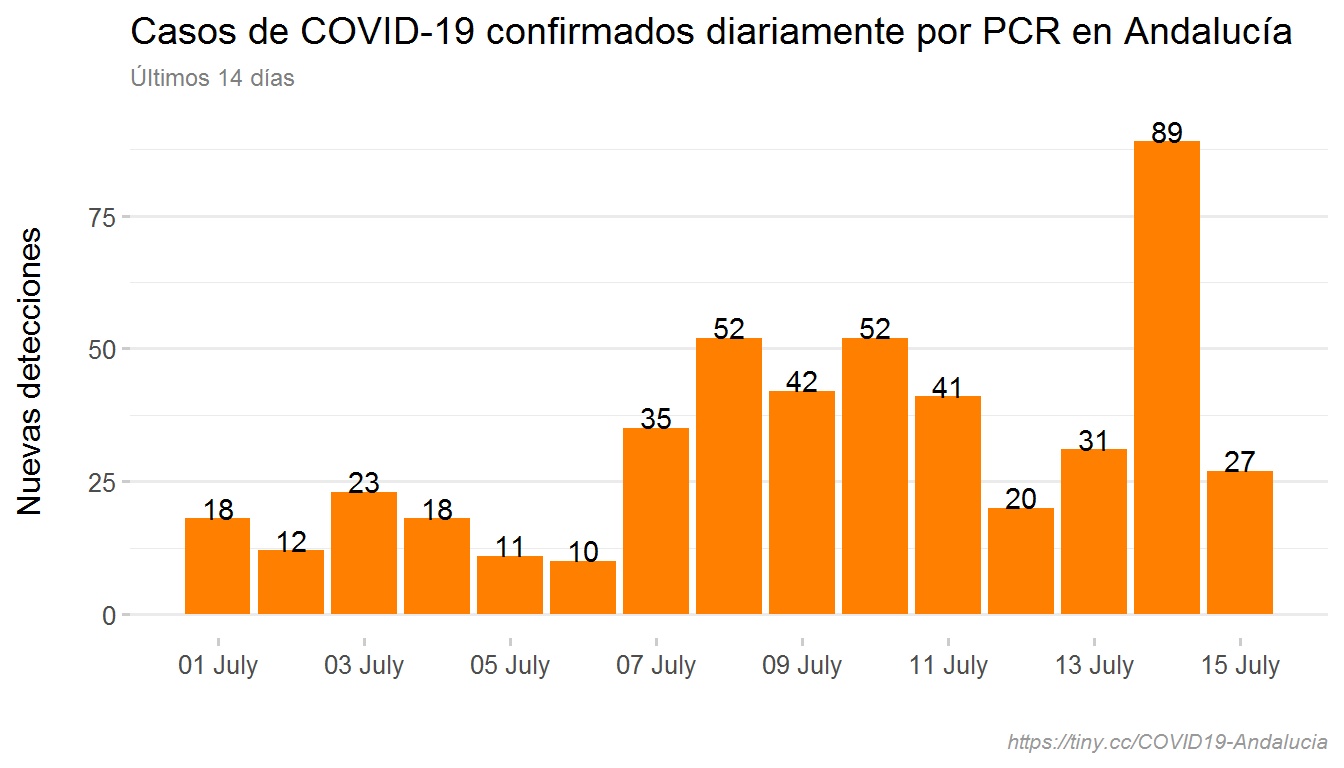 Casos de COVID-19 confirmados diariamente por PCR en Andalucía
Últimos 14 días
Nuevas detecciones
75
50
25
0
18
12
23
18
11
10
35
52
42
52
41
20
31
89
27
01 July
03 July
05 July
07 July
09 July
11 July
13 July
15 July
https://tiny.cc/COVID19-Andalucia